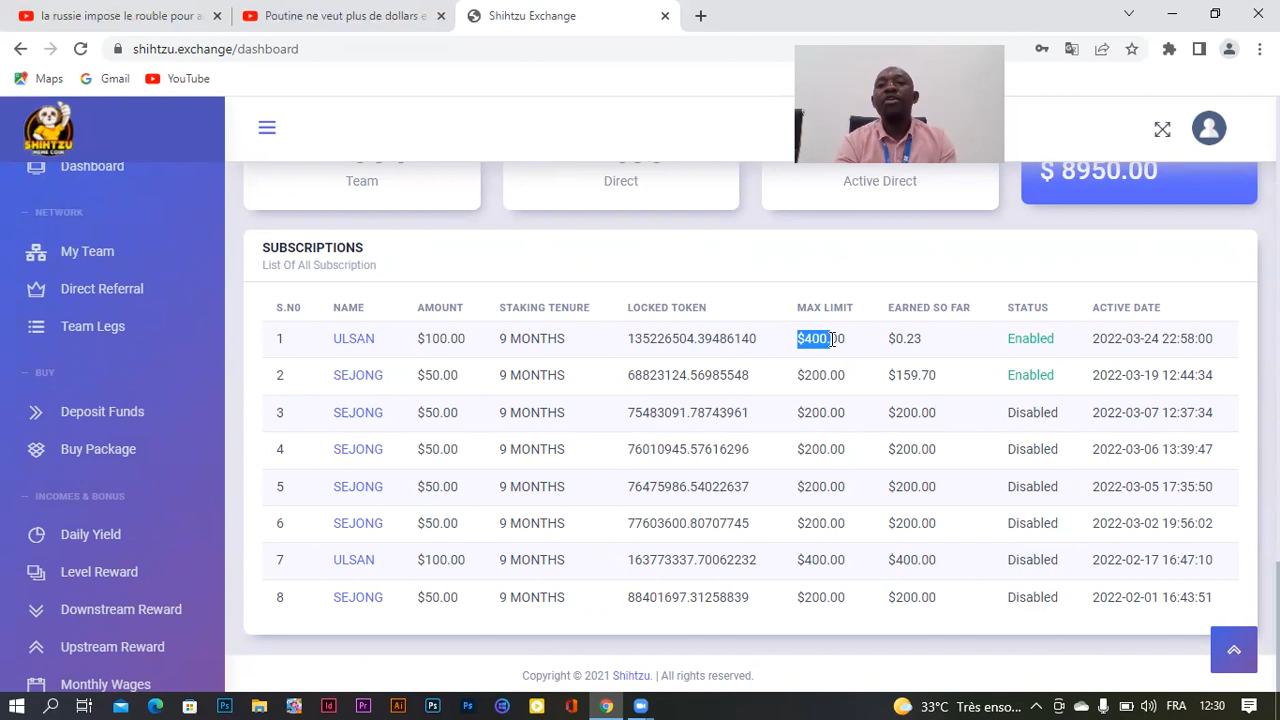 la russie impose le rouble pour a
Poutine ne veut plus de dollars e
Shihtzu Exchange
shihtzu.exchange/dashboard
Maps
Gmail
YouTube
SHIHTZU
MEME COIN
Dashboard
NETWORK
My Team
Direct Referral
Team Legs
BUY
Deposit Funds
Buy Package
INCOMES & BONUS
Daily Yield
Level Reward
Downstream Reward
Upstream Reward
Monthly Wages
Team
Direct
Active Direct
$ 8950.00
SUBSCRIPTIONS
List Of All Subscription
S.N0 NAME AMOUNT STAKING TENURE LOCKED TOKEN MAX LIMIT EARNED SO FAR STATUS ACTIVE DATE
1 ULSAN $100.00 9 MONTHS 135226504.39486140 $400.00 $0.23 Enabled 2022-03-24 22:58:00
2 SEJONG $50.00 9 MONTHS 68823124.56985548 $200.00 $159.70 Enabled 2022-03-19 12:44:34
3 SEJONG $50.00 9 MONTHS 75483091.78743961 $200.00 $200.00 Disabled 2022-03-07 12:37:34
4 SEJONG $50.00 9 MONTHS 76010945.57616296 $200.00 $200.00 Disabled 2022-03-06 13:39:47
5 SEJONG $50.00 9 MONTHS 76475986.54022637 $200.00 $200.00 Disabled 2022-03-05 17:35:50
6 SEJONG $50.00 9 MONTHS 77603600.80707745 $200.00 $200.00 Disabled 2022-03-02 19:56:02
7 ULSAN $100.00 9 MONTHS 163773337.70062232 $400.00 $400.00 Disabled 2022-02-17 16:47:10
8 SEJONG $50.00 9 MONTHS 88401697.31258839 $200.00 $200.00 Disabled 2022-02-01 16:43:51
Copyright © 2021 Shihtzu. | All rights reserved.
Ps Id Pr Ai Ps Ps
33°C Très enso... FRA 12:30